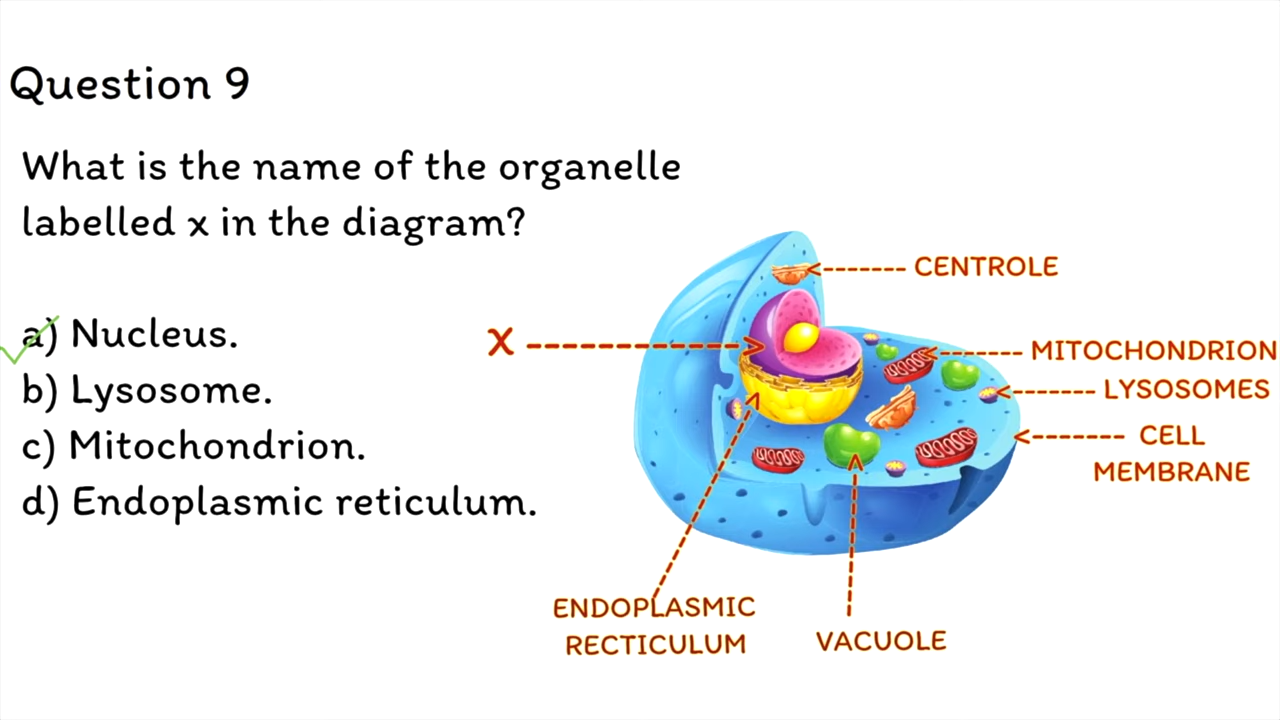 Question 9
What is the name of the organelle
labelled x in the diagram?
a) Nucleus.
b) Lysosome.
c) Mitochondrion.
d) Endoplasmic reticulum.
CENTROLE
X
MITOCHONDRION
LYSOSOMES
CELL
MEMBRANE
ENDOPLASMIC
RECTICULUM
VACUOLE